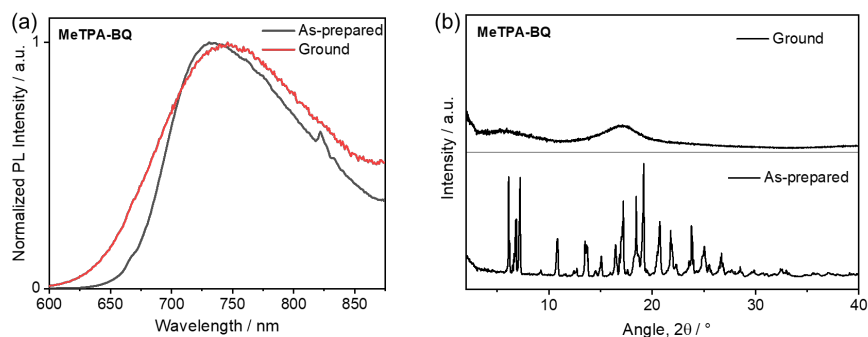 (a)
MeTPA-BQ
As-prepared
Ground
1
0
Normalized PL Intensity / a.u.
600 650 700 750 800 850
Wavelength / nm
(b)
MeTPA-BQ
Ground
As-prepared
Intensity / a.u.
10 20 30 40
Angle, 2θ / °